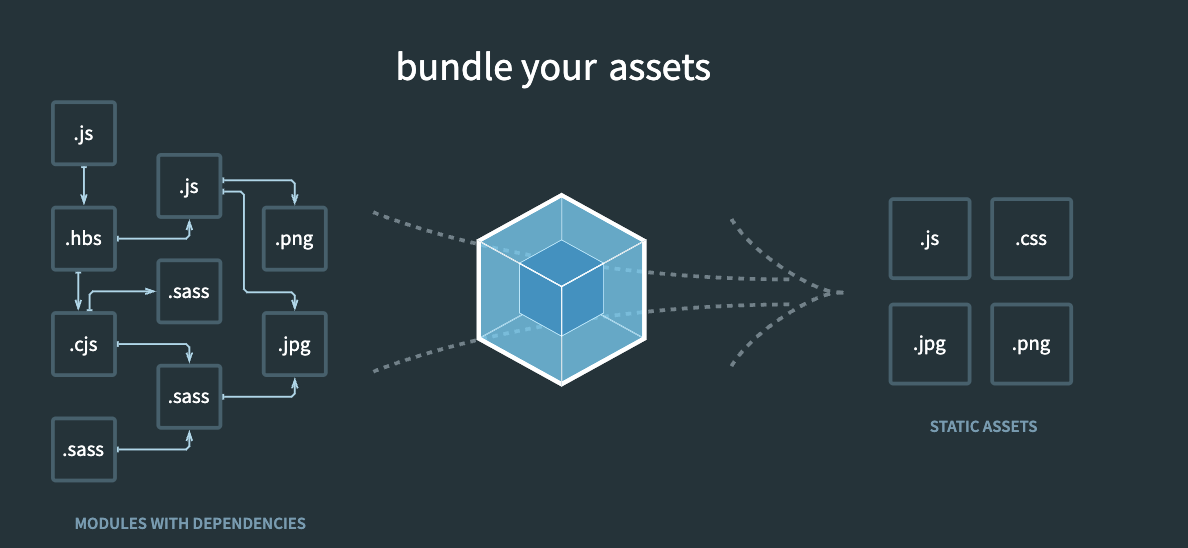 bundle your assets
.js
.js
.hbs
.png
.sass
.cjs
.jpg
.sass
.sass
MODULES WITH DEPENDENCIES
.js
.css
.jpg
.png
STATIC ASSETS